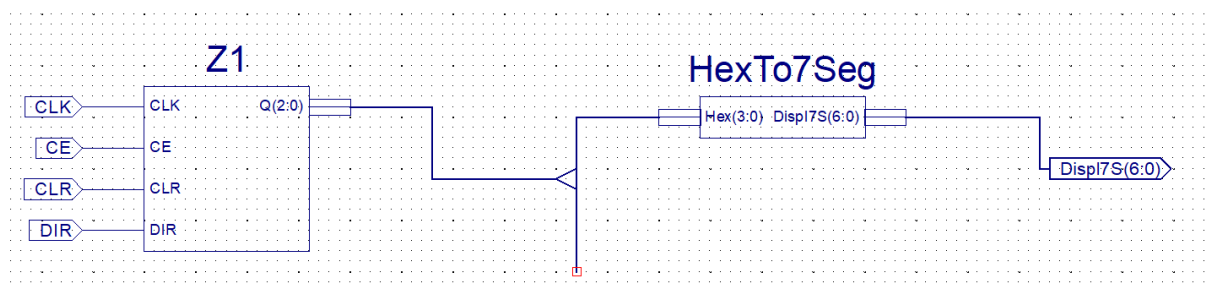 Z1
CLK
CE
CLR
DIR
CLK
CE
CLR
DIR
Q(2:0)
HexTo7Seg
Hex(3:0)
Displ7S(6:0)
Displ7S(6:0)